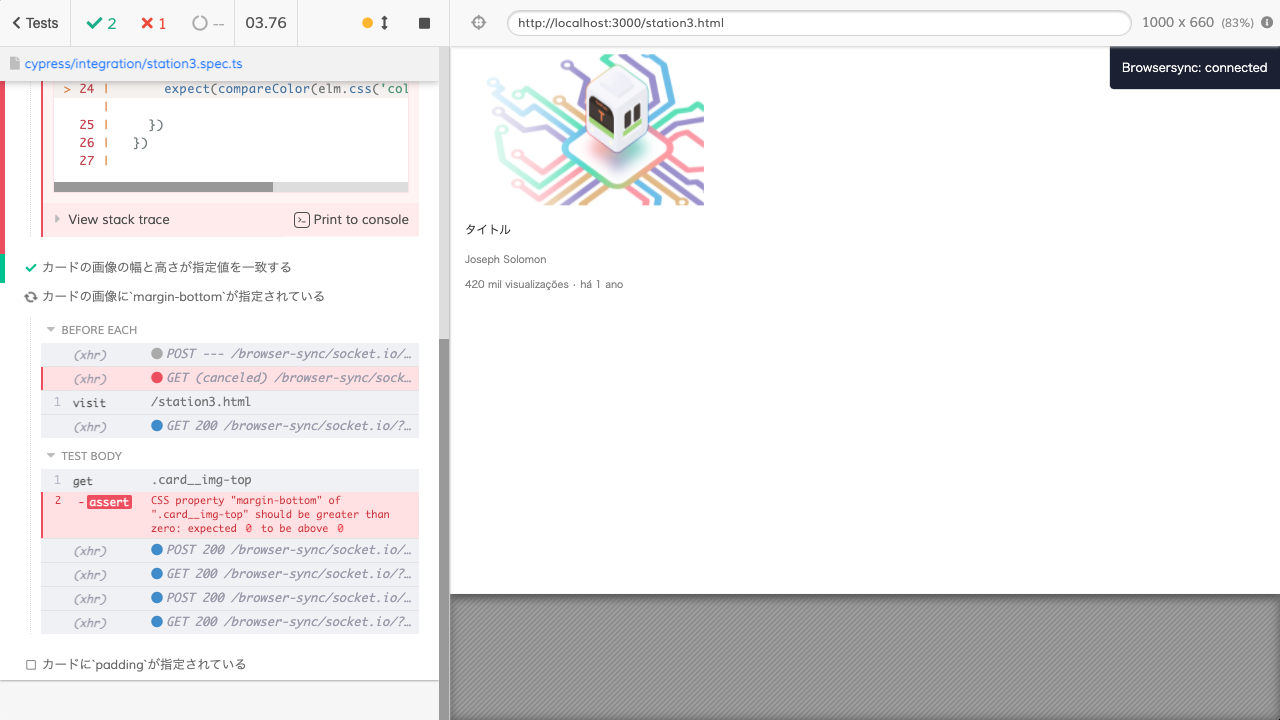 Tests
2
1
--
03.76
http://localhost:3000/station3.html
1000 x 660 (83%)
cypress/integration/station3.spec.ts
Browsersync: connected
> 24 | expect(compareColor(elm.css('col
|
25 | })
26 | })
27 |
View stack trace
Print to console
カードの画像の幅と高さが指定値を一致する
カードの画像に`margin-bottom`が指定されている
BEFORE EACH
(xhr) POST --- /browser-sync/socket.io/…
(xhr) GET (canceled) /browser-sync/sock…
1 visit /station3.html
(xhr) GET 200 /browser-sync/socket.io/?…
TEST BODY
1 get .card__img-top
2 -assert CSS property "margin-bottom" of
".card__img-top" should be greater than
zero: expected 0 to be above 0
(xhr) POST 200 /browser-sync/socket.io/…
(xhr) GET 200 /browser-sync/socket.io/?…
(xhr) POST 200 /browser-sync/socket.io/…
(xhr) GET 200 /browser-sync/socket.io/?…
カードに`padding`が指定されている
タイトル
Joseph Solomon
420 mil visualizações · há 1 ano